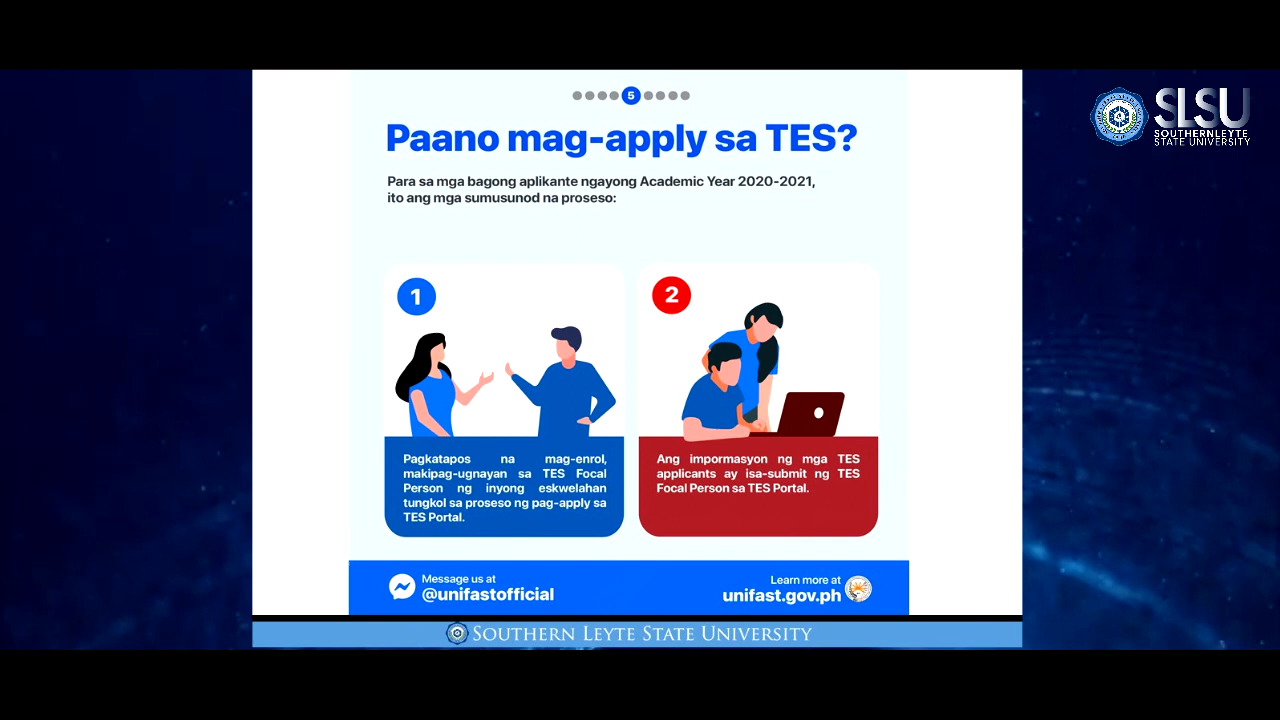 5
Paano mag-apply sa TES?
Para sa mga bagong aplikante ngayong Academic Year 2020-2021,
ito ang mga sumusunod na proseso:
1
Pagkatapos na mag-enrol,
makipag-ugnayan sa TES Focal
Person ng inyong eskwelahan
tungkol sa proseso ng pag-apply sa
TES Portal.
2
Ang impormasyon ng mga TES
applicants ay isa-submit ng TES
Focal Person sa TES Portal.
Message us at
@unifastofficial
Learn more at
unifast.gov.ph
SOUTHERN LEYTE STATE UNIVERSITY
SLSU
SOUTHERNLEYTE
STATE UNIVERSITY